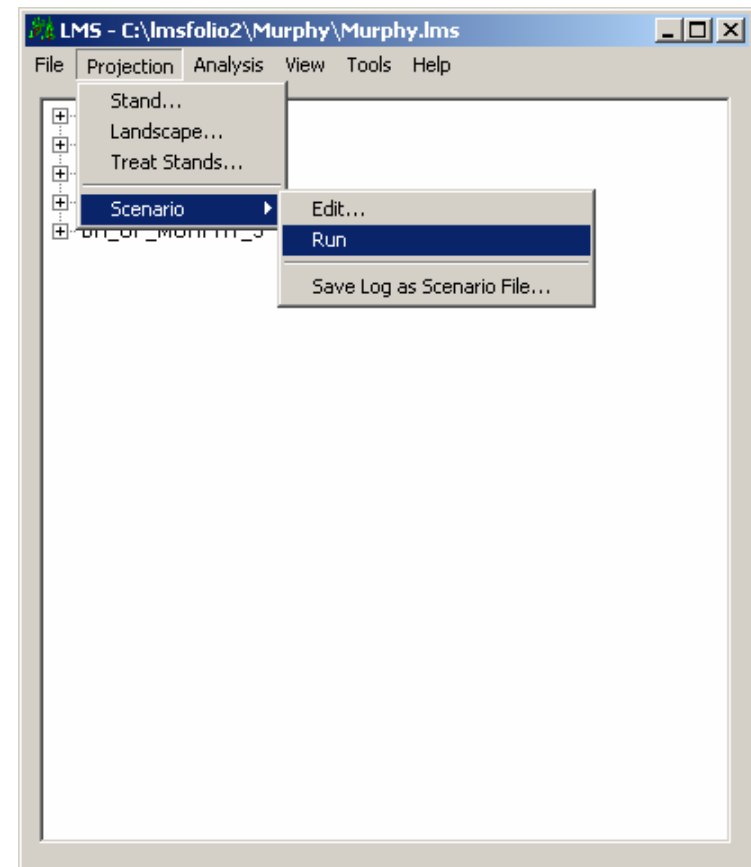 LMS - C:\lmsfolio2\Murphy\Murphy.lms
File Projection Analysis View Tools Help
Stand...
Landscape...
Treat Stands...
Scenario
Edit...
Run
Save Log as Scenario File...